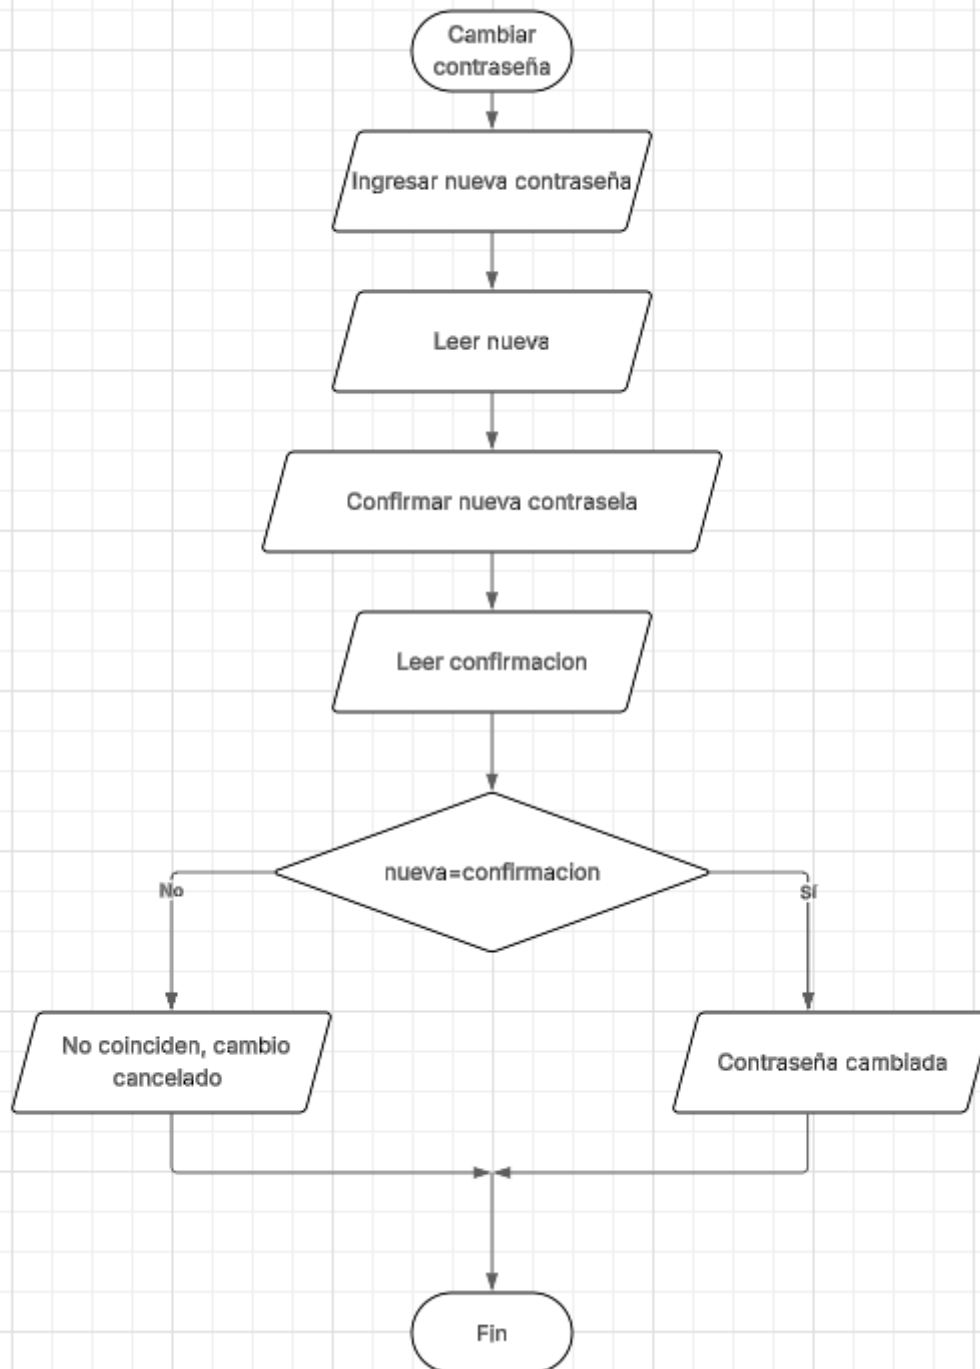 Cambiar
contraseña
Ingresar nueva contraseña
Leer nueva
Confirmar nueva contrasela
Leer confirmacion
nueva=confirmacion
No
Sí
No coinciden, cambio
cancelado
Contraseña cambiada
Fin